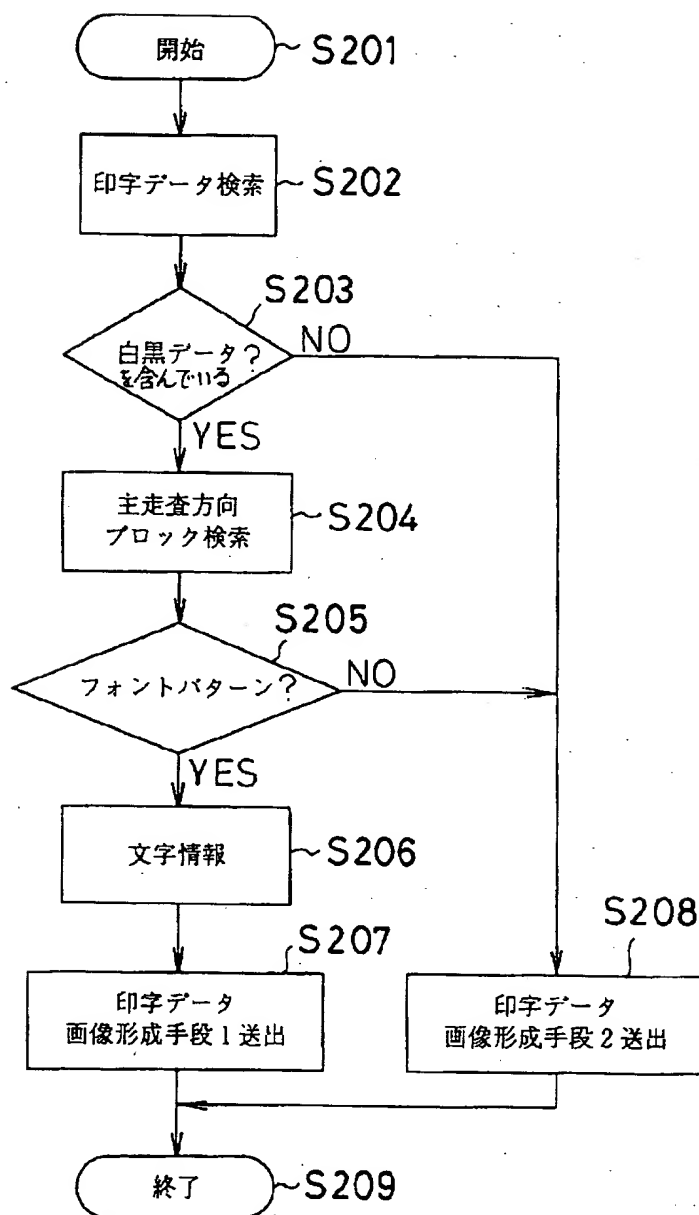 開始
S201
印字データ検索
S202
S203
白黒データ?
を含んでいる
NO
YES
主走査方向
ブロック検索
S204
S205
フォントパターン?
NO
YES
文字情報
S206
S207
印字データ
画像形成手段1送出
S208
印字データ
画像形成手段2送出
終了
S209